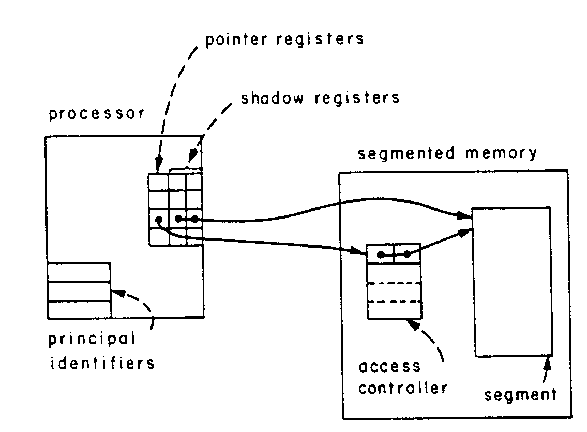 pointer registers
shadow registers
processor
segmented memory
principal
identifiers
access
controller
segment